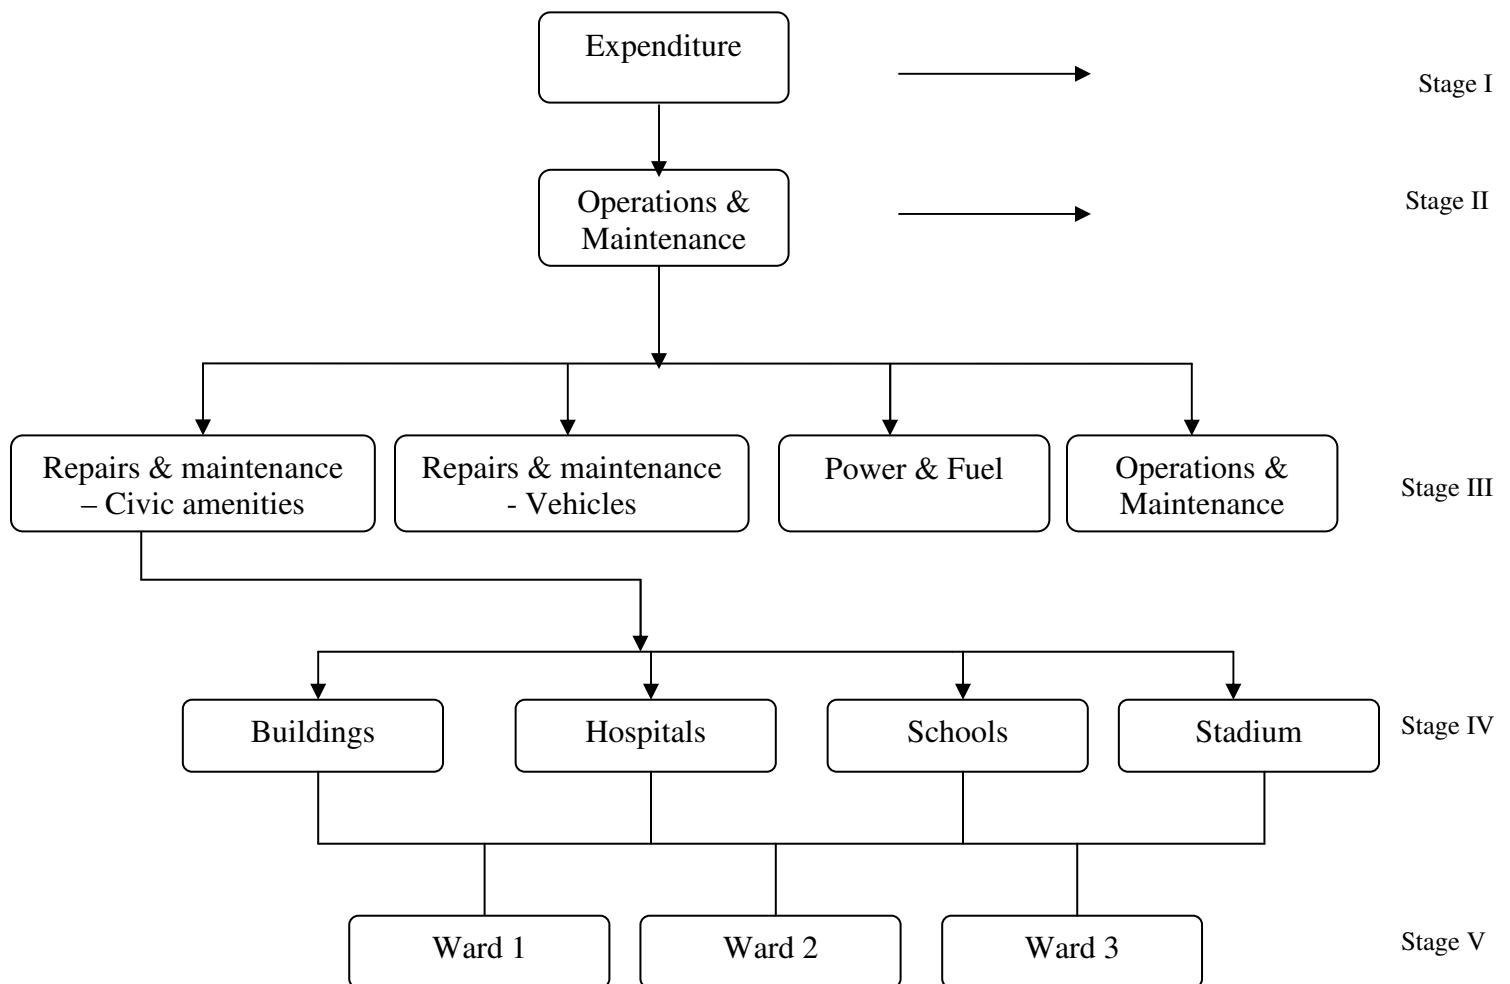 Expenditure
Stage I
Operations &
Maintenance
Stage II
Repairs & maintenance
– Civic amenities
Repairs & maintenance
- Vehicles
Power & Fuel
Operations &
Maintenance
Stage III
Buildings
Hospitals
Schools
Stadium
Stage IV
Ward 1
Ward 2
Ward 3
Stage V